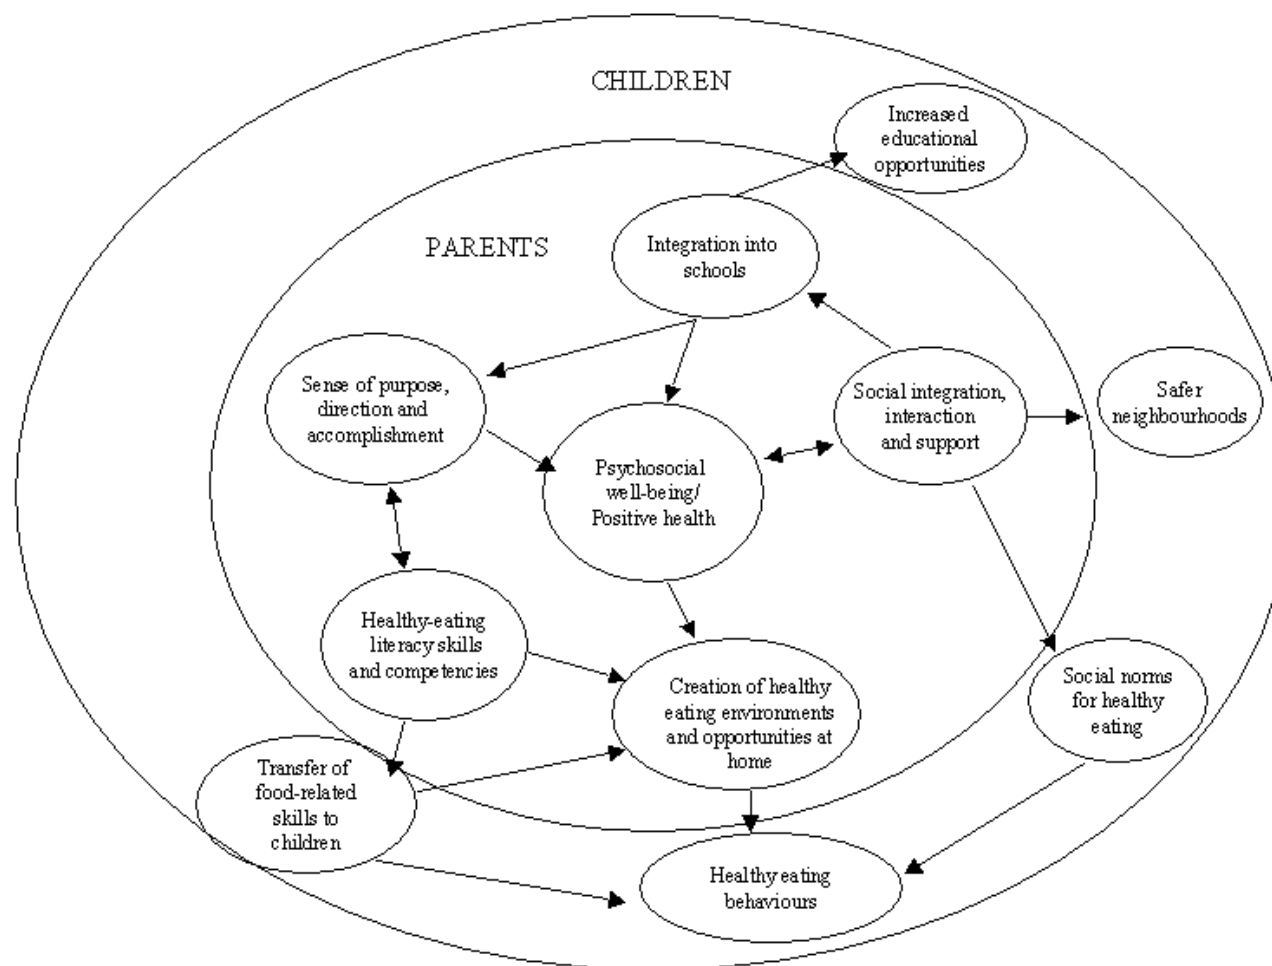 CHILDREN
Increased
educational
opportunities
PARENTS
Integration into
schools
Sense of purpose,
direction and
accomplishment
Social integration,
interaction
and support
Safer
neighbourhoods
Psychosocial
well-being/
Positive health
Healthy-eating
literacy skills
and competencies
Creation of healthy
eating environments
and opportunities at
home
Social norms
for healthy
eating
Transfer of
food-related
skills to
children
Healthy eating
behaviours